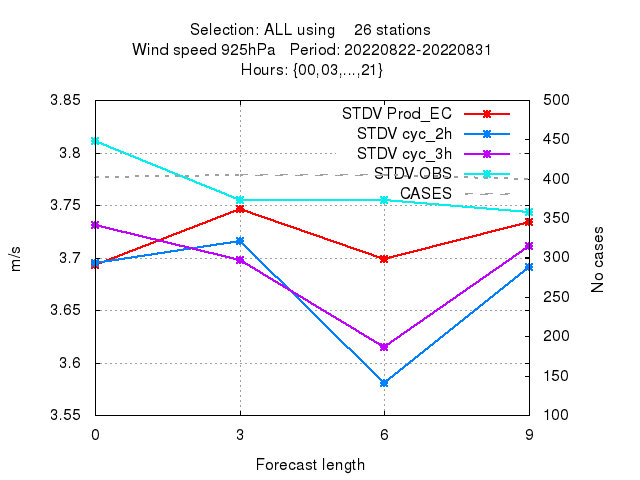 Selection: ALL using    26 stations
Wind speed 925hPa   Period: 20220822-20220831
Hours: {00,03,...,21}
3.85
3.8
3.75
3.7
3.65
3.6
3.55
500
450
400
350
300
250
200
150
100
STDV Prod_EC
STDV cyc_2h
STDV cyc_3h
STDV OBS
CASES
m/s
No cases
0 3 6 9
Forecast length